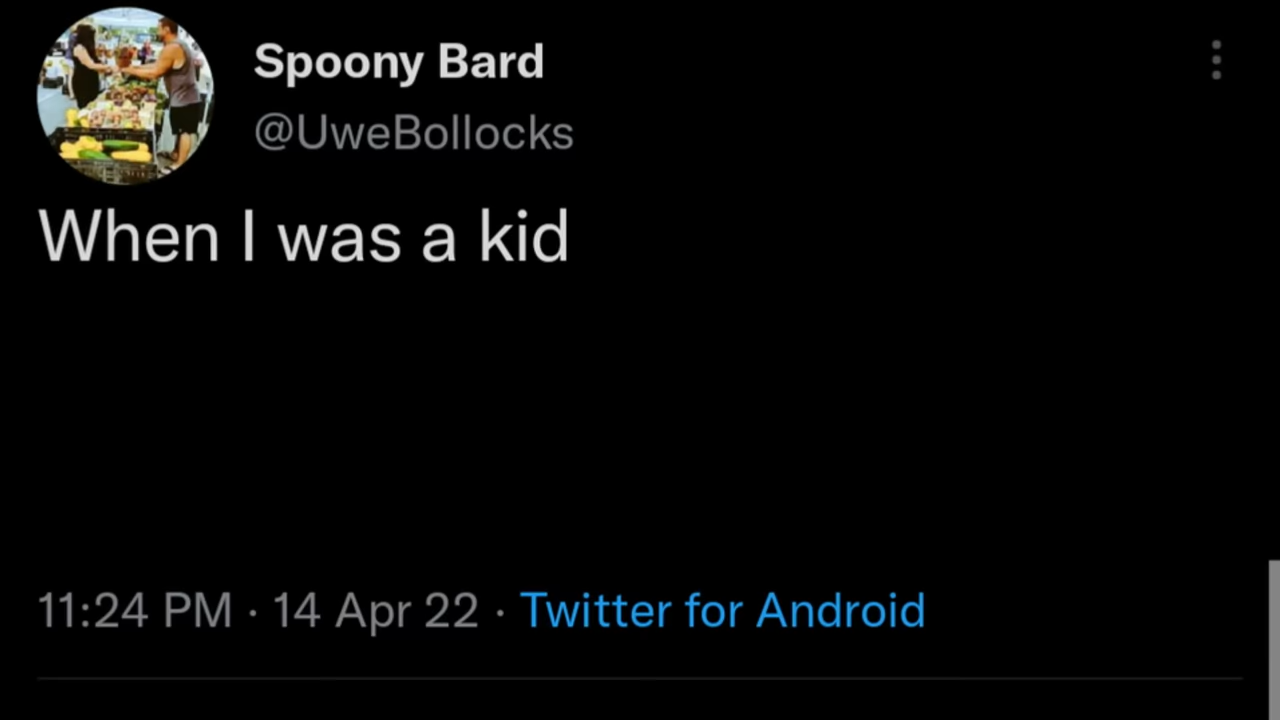 Spoony Bard
@UweBollocks
When I was a kid
11:24 PM · 14 Apr 22 · Twitter for Android